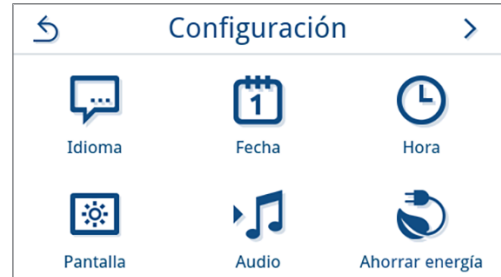 Configuración
Idioma
Fecha
Hora
1
Pantalla
Audio
Ahorrar energía